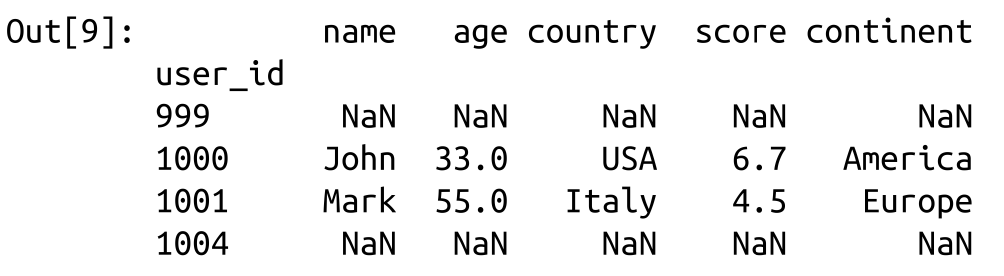 Out[9]: name age country score continent
user_id
999 NaN NaN NaN NaN NaN
1000 John 33.0 USA 6.7 America
1001 Mark 55.0 Italy 4.5 Europe
1004 NaN NaN NaN NaN NaN